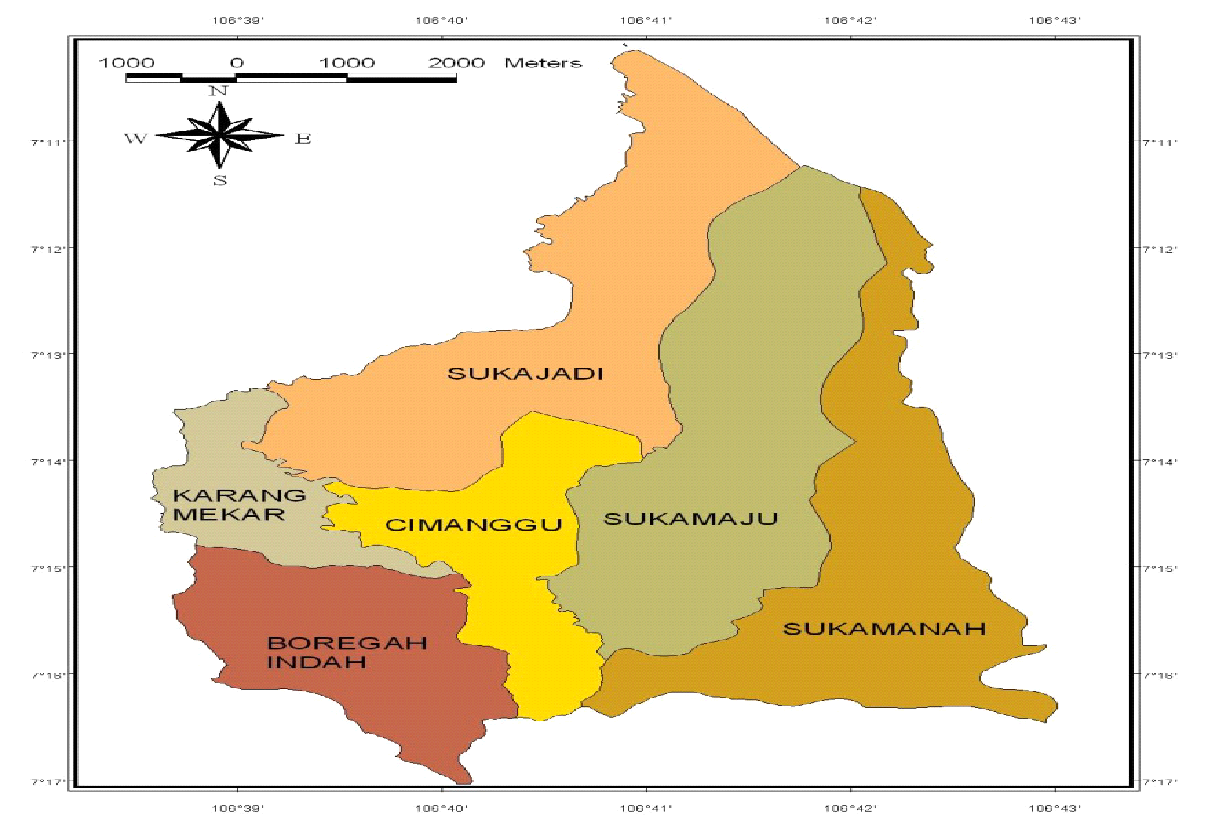 106°39' 106°40' 106°41' 106°42' 106°43'
1000 0 1000 2000 Meters
N
W E
S
7°11' 7°11'
7°12' 7°12'
7°13' 7°13'
SUKAJADI
7°14' 7°14'
KARANG
MEKAR
CIMANGGU
SUKAMAJU
7°15' 7°15'
SUKAMANAH
BOREGAH
INDAH
7°16' 7°16'
7°17' 7°17'
106°39' 106°40' 106°41' 106°42' 106°43'